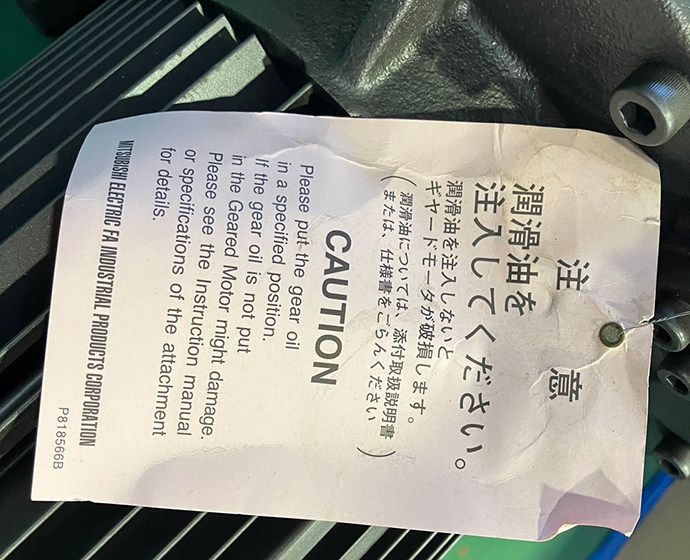 注 意
潤滑油を
注入してください。
潤滑油を注入しないと
ギヤードモータが破損します。
(潤滑油については、添付取扱説明書
または、仕様書をごらんください)
CAUTION
Please put the gear oil
in a specified position.
If the gear oil is not put
in the Geared Motor might damage.
Please see the Instruction manual
or specifications of the attachment
for details.
MITSUBISHI ELECTRIC FA INDUSTRIAL PRODUCTS CORPORATION
P818566B